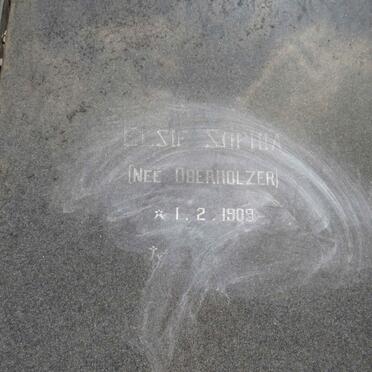 ELSIE SOPHIA
(NEE OBERHOLZER)
* 1.2.1909